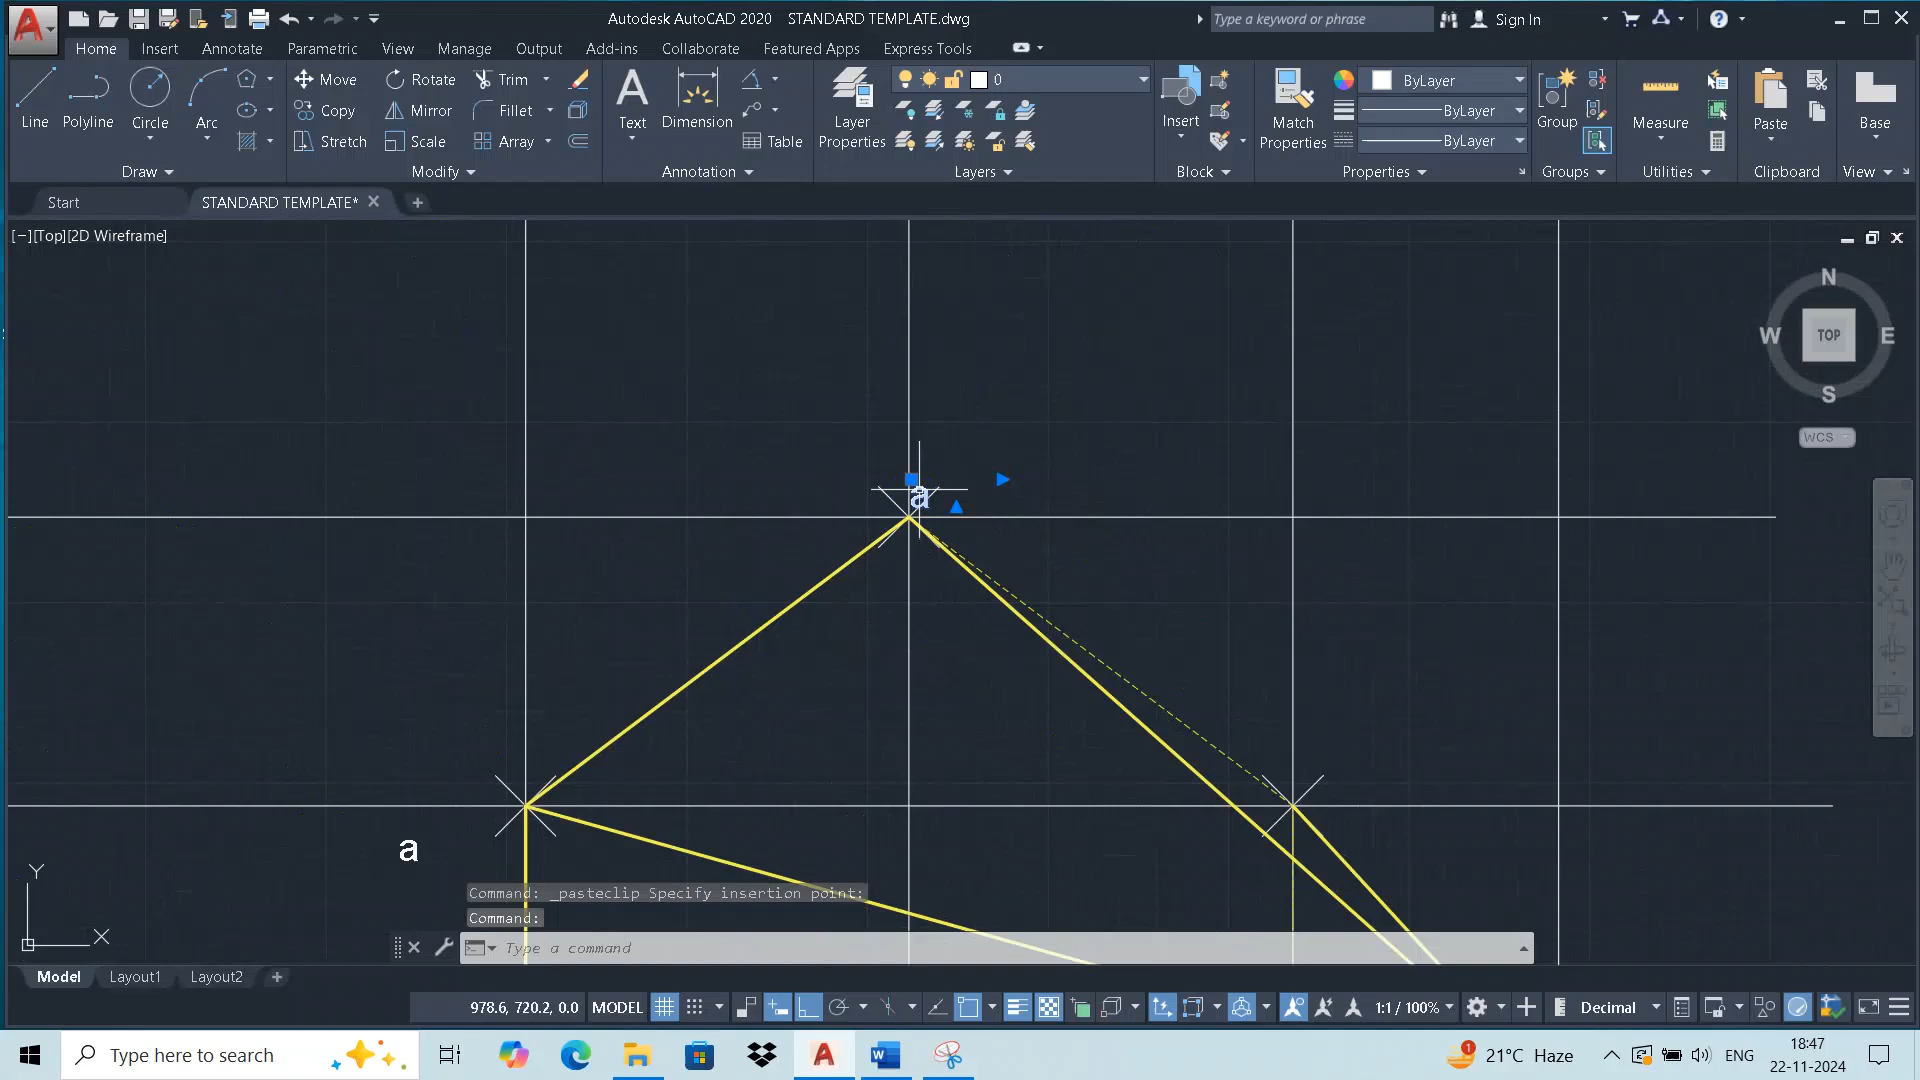 Autodesk AutoCAD 2020 STANDARD TEMPLATE.dwg
Type a keyword or phrase
Sign In
Home Insert Annotate Parametric View Manage Output Add-ins Collaborate Featured Apps Express Tools
Line Polyline Circle Arc
Move Rotate Trim
Copy Mirror Fillet
Stretch Scale Array
Text Dimension Table
Layer
Properties
0
Insert
Match
Properties
ByLayer
ByLayer
ByLayer
Group
Measure
Paste
Base
Draw Modify Annotation Layers Block Properties Groups Utilities Clipboard View
Start STANDARD TEMPLATE*
[−][Top][2D Wireframe]
N
W TOP E
S
WCS
a
a
Y
X
Command: _pasteclip Specify insertion point:
Command:
Type a command
Model Layout1 Layout2
978.6, 720.2, 0.0 MODEL 1:1 / 100% Decimal
Type here to search
1
21°C Haze
ENG
18:47
22-11-2024